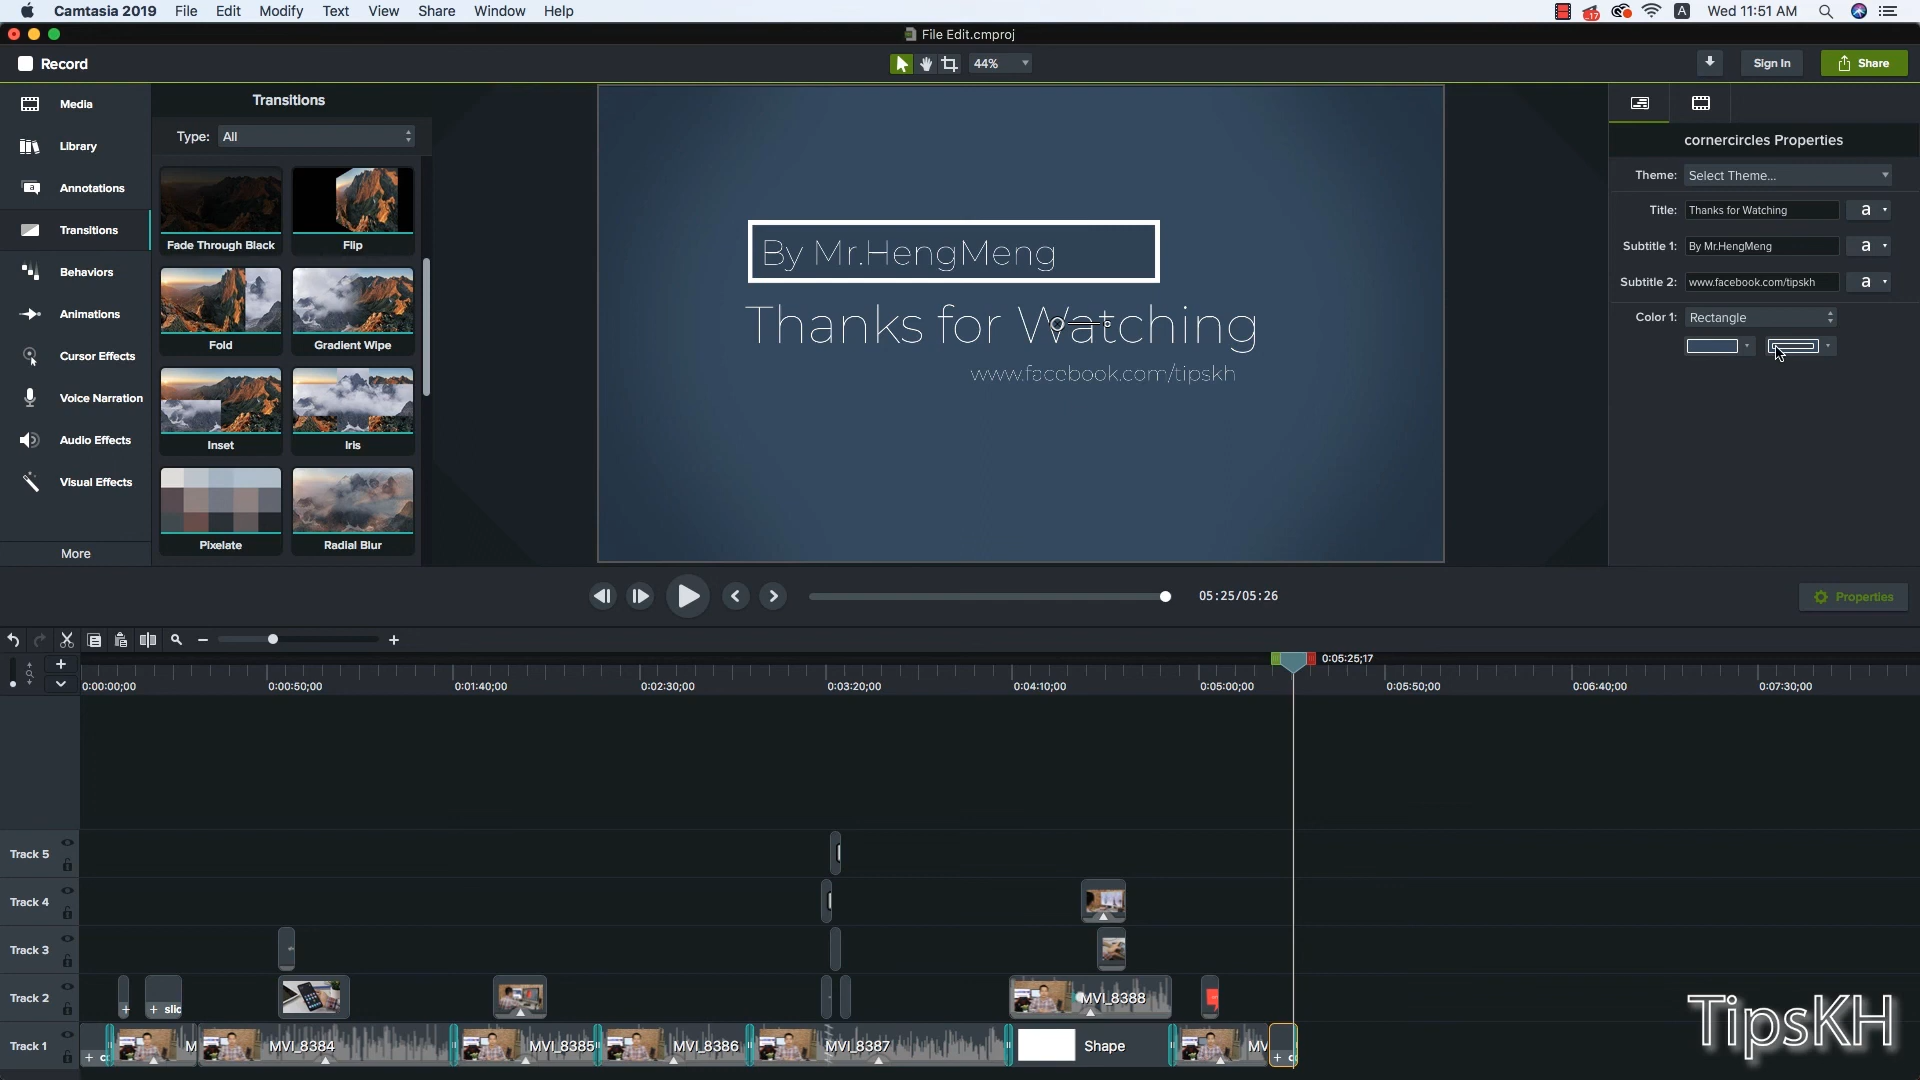 Camtasia 2019 File Edit Modify Text View Share Window Help
17 A Wed 11:51 AM
File Edit.cmproj
Record
44%
Sign In
Share
Media
Library
Annotations
Transitions
Behaviors
Animations
Cursor Effects
Voice Narration
Audio Effects
Visual Effects
More
Transitions
Type: All
Fade Through Black Flip
Fold Gradient Wipe
Inset Iris
Pixelate Radial Blur
By Mr.HengMeng
Thanks for Watching
www.facebook.com/tipskh
cornercircles Properties
Theme: Select Theme...
Title: Thanks for Watching a
Subtitle 1: By Mr.HengMeng a
Subtitle 2: www.facebook.com/tipskh a
Color 1: Rectangle
05:25/05:26
Properties
0:05:25;17
0:00:00;00 0:00:50;00 0:01:40;00 0:02:30;00 0:03:20;00 0:04:10;00 0:05:00;00 0:05:50;00 0:06:40;00 0:07:30;00
Track 5
Track 4
Track 3
Track 2 + + slic MVI_8388
Track 1 + cc M MVI_8384 MVI_8385 MVI_8386 MVI_8387 Shape MV + c
TipsKH